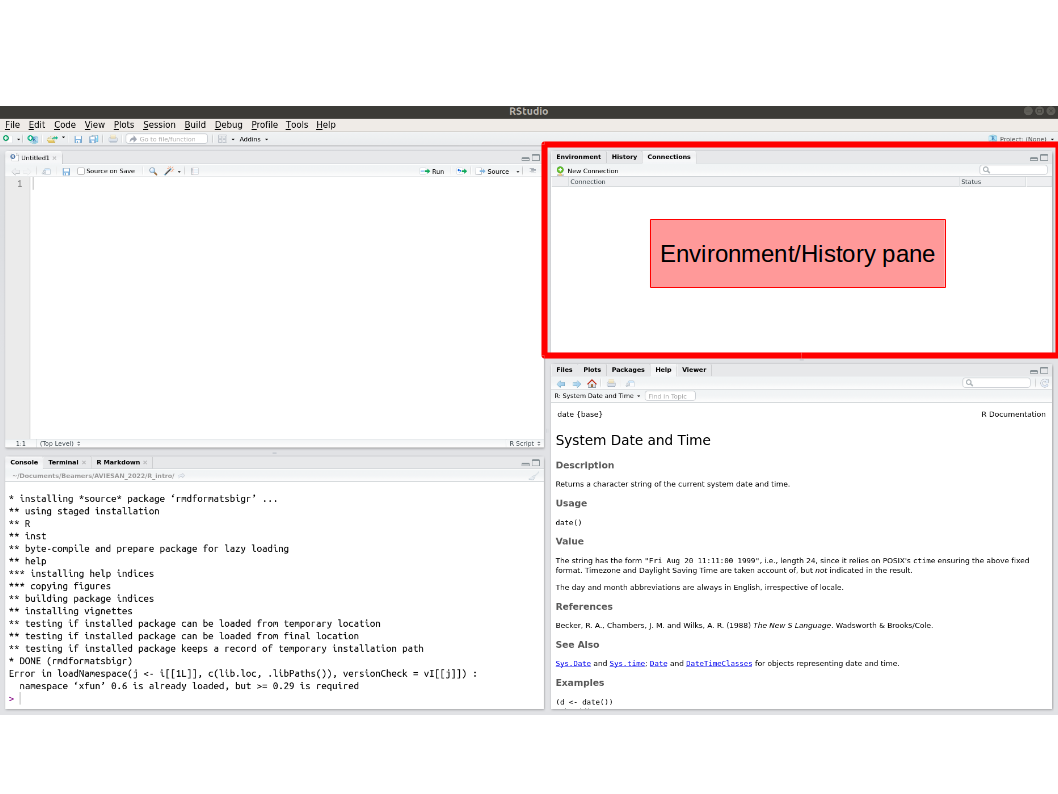 RStudio
File Edit Code View Plots Session Build Debug Profile Tools Help
Go to file/function Addins Project: (None)
Untitled1
Source on Save Run Source
1
1:1 (Top Level) R Script
Console Terminal R Markdown
~/Documents/Beamers/AVIESAN_2022/R_intro/
* installing *source* package ‘rmdformatsbigr’ ...
** using staged installation
** R
** inst
** byte-compile and prepare package for lazy loading
** help
*** installing help indices
*** copying figures
** building package indices
** installing vignettes
** testing if installed package can be loaded from temporary location
** testing if installed package can be loaded from final location
** testing if installed package keeps a record of temporary installation path
* DONE (rmdformatsbigr)
Error in loadNamespace(j <- i[[1L]], c(lib.loc, .libPaths()), versionCheck = vI[[j]]) :
namespace ‘xfun’ 0.6 is already loaded, but >= 0.29 is required
>
Environment History Connections
New Connection
Connection Status
Environment/History pane
Files Plots Packages Help Viewer
R: System Date and Time Find in Topic
date {base} R Documentation
System Date and Time
Description
Returns a character string of the current system date and time.
Usage
date()
Value
The string has the form "Fri Aug 20 11:11:00 1999", i.e., length 24, since it relies on POSIX's ctime ensuring the above fixed
format. Timezone and Daylight Saving Time are taken account of, but not indicated in the result.
The day and month abbreviations are always in English, irrespective of locale.
References
Becker, R. A., Chambers, J. M. and Wilks, A. R. (1988) The New S Language. Wadsworth & Brooks/Cole.
See Also
Sys.Date and Sys.time; Date and DateTimeClasses for objects representing date and time.
Examples
(d <- date())